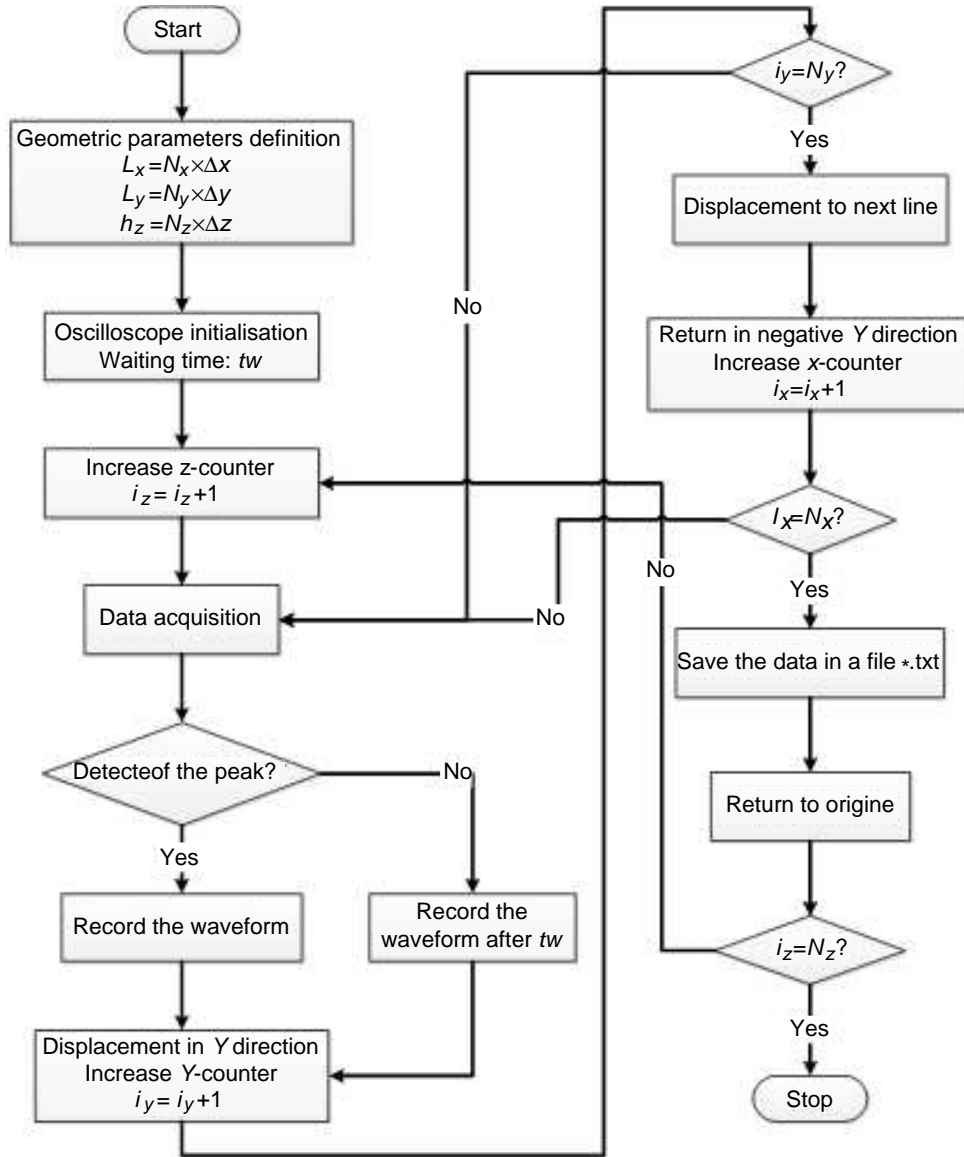 Start
Geometric parameters definition
Lx=Nx×Δx
Ly=Ny×Δy
hz=Nz×Δz
Oscilloscope initialisation
Waiting time: tw
Increase z-counter
iz= iz+1
Data acquisition
Detecteof the peak?
No
Yes
Record the waveform
Record the
waveform after tw
Displacement in Y direction
Increase Y-counter
iy= iy+1
iy=Ny?
No
Yes
Displacement to next line
Return in negative Y direction
Increase x-counter
ix=ix+1
Ix=Nx?
No
Yes
Save the data in a file *.txt
Return to origine
iz=Nz?
No
Yes
Stop